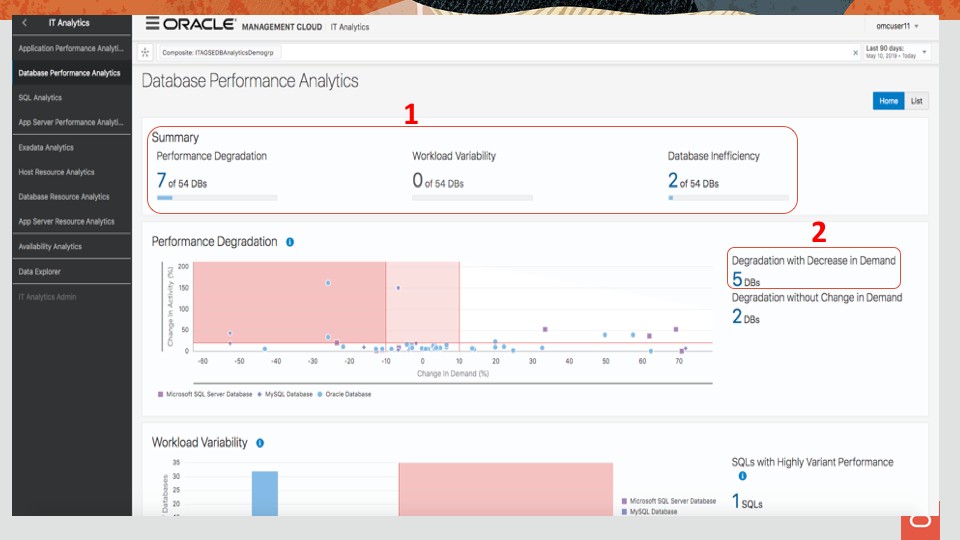 IT Analytics
ORACLE MANAGEMENT CLOUD IT Analytics
omcuser11
Application Performance Analyti...
Database Performance Analytics
SQL Analytics
App Server Performance Analyti...
Exadata Analytics
Host Resource Analytics
Database Resource Analytics
App Server Resource Analytics
Availability Analytics
Data Explorer
IT Analytics Admin
Composite: ITAGSEDBAnalyticsDemogrp
Last 90 days:
May 10, 2019 - Today
Database Performance Analytics
Home List
1
Summary
Performance Degradation
7 of 54 DBs
Workload Variability
0 of 54 DBs
Database Inefficiency
2 of 54 DBs
2
Performance Degradation
Change In Activity (%)
200
150
100
50
0
-60 -50 -40 -30 -20 -10 0 10 20 30 40 50 60 70
Change In Demand (%)
Microsoft SQL Server Database MySQL Database Oracle Database
Degradation with Decrease in Demand
5 DBs
Degradation without Change in Demand
2 DBs
Workload Variability
Databases
35
30
25
20
Microsoft SQL Server Database
MySQL Database
SQLs with Highly Variant Performance
1 SQLs